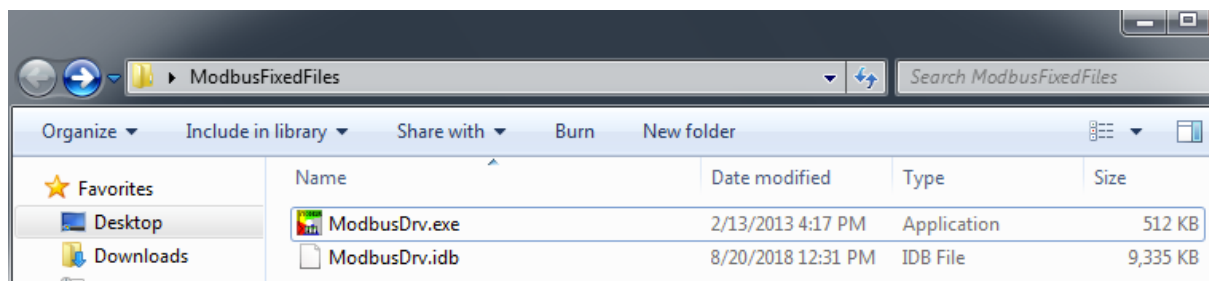 ModbusFixedFiles
Search ModbusFixedFiles
Organize Include in library Share with Burn New folder
Favorites
Desktop
Downloads
Name Date modified Type Size
ModbusDrv.exe 2/13/2013 4:17 PM Application 512 KB
ModbusDrv.idb 8/20/2018 12:31 PM IDB File 9,335 KB